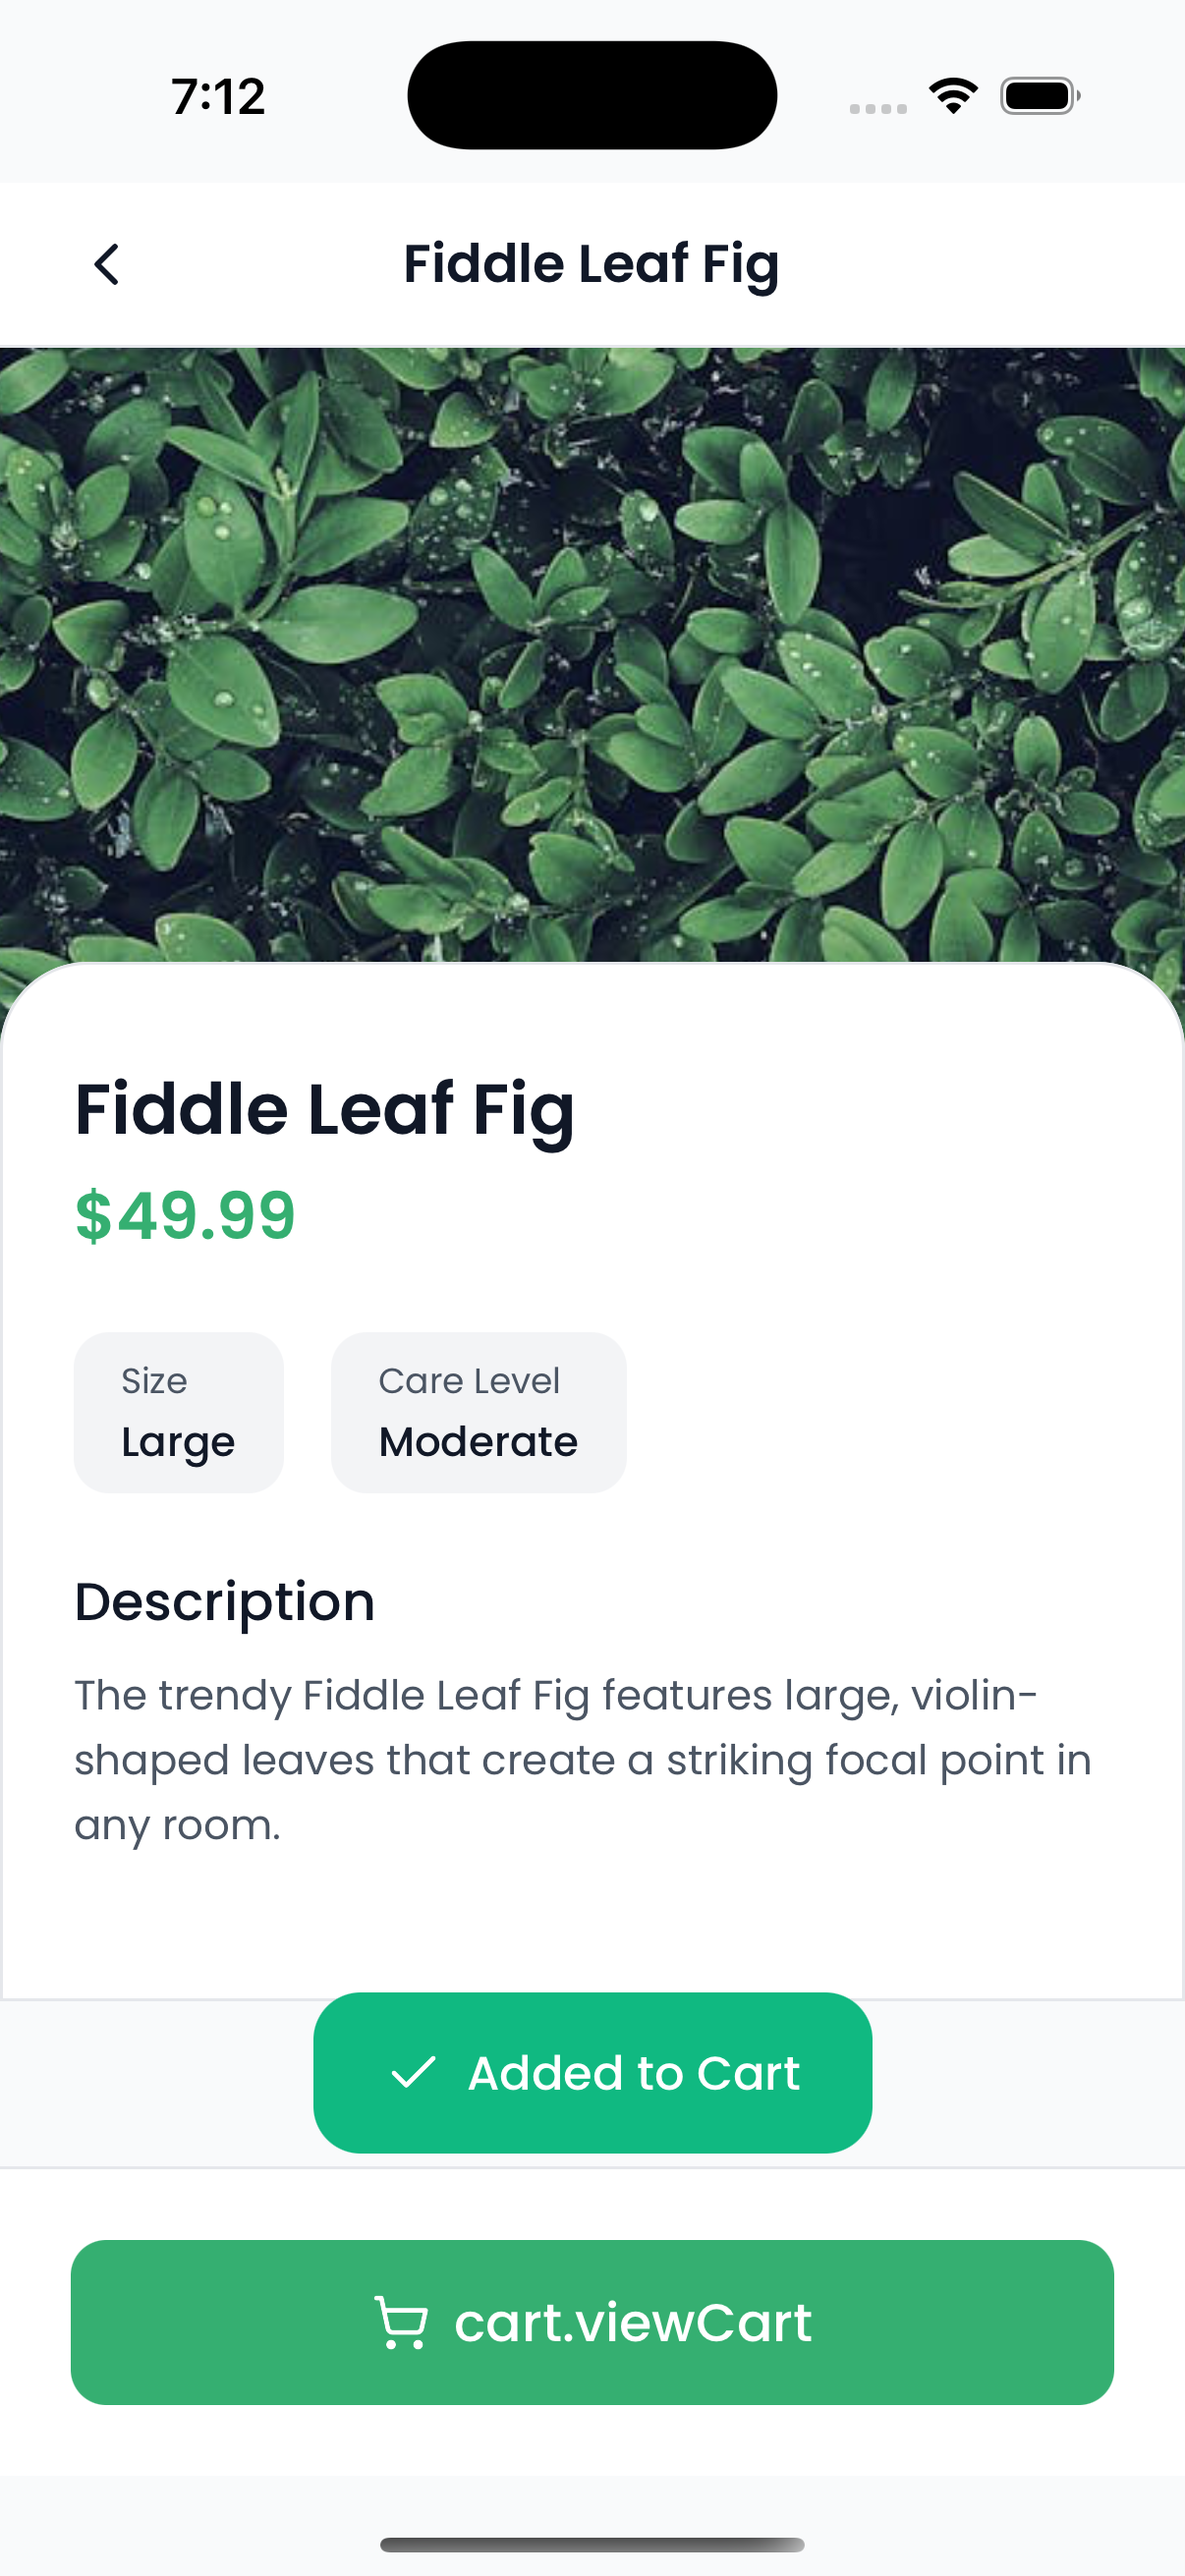 7:12
Fiddle Leaf Fig
Fiddle Leaf Fig
$49.99
Size
Large
Care Level
Moderate
Description
The trendy Fiddle Leaf Fig features large, violin-
shaped leaves that create a striking focal point in
any room.
Added to Cart
cart.viewCart